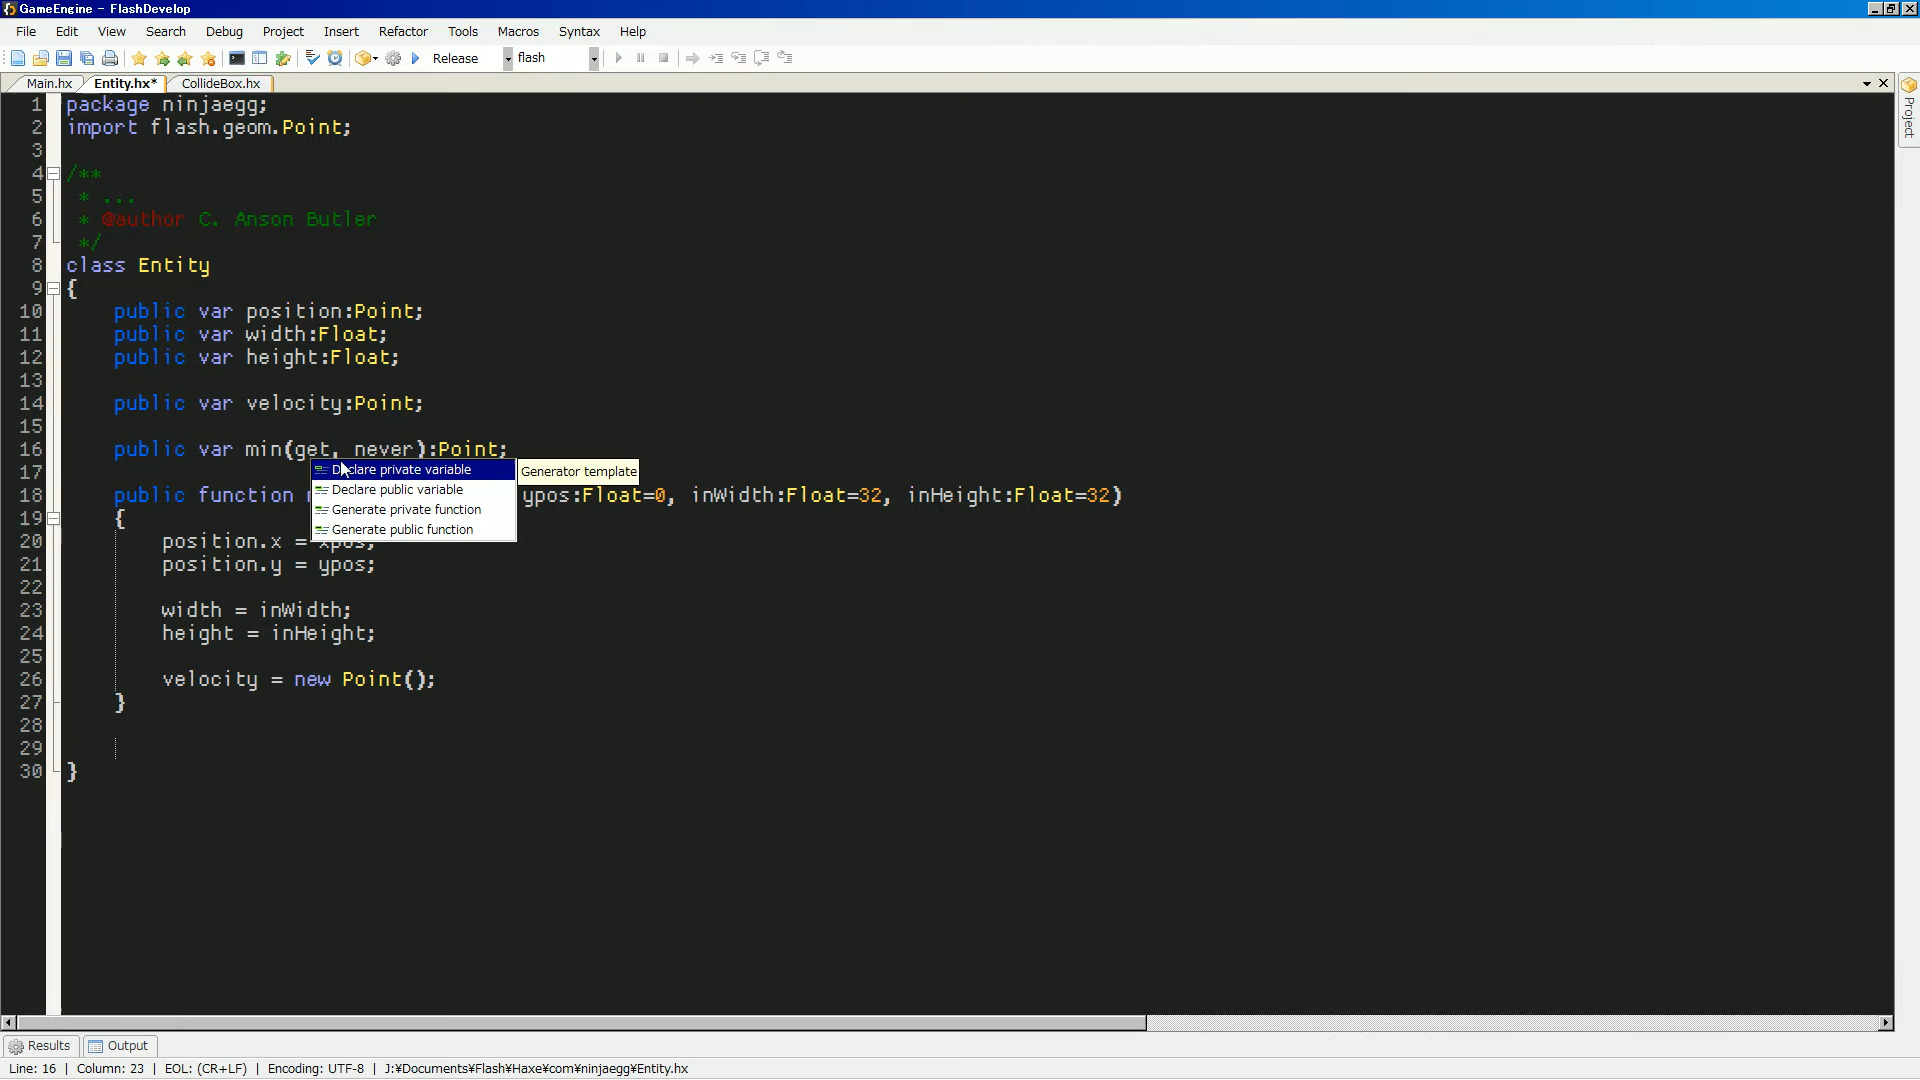 GameEngine - FlashDevelop
File Edit View Search Debug Project Insert Refactor Tools Macros Syntax Help
Release flash
Main.hx Entity.hx* CollideBox.hx
Project
1 package ninjaegg;
2 import flash.geom.Point;
3
4 /**
5 * ...
6 * @author C. Anson Butler
7 */
8 class Entity
9 {
10 public var position:Point;
11 public var width:Float;
12 public var height:Float;
13
14 public var velocity:Point;
15
16 public var min(get, never):Point;
17
Declare private variable
Generator template
Declare public variable
Generate private function
Generate public function
18 public function ypos:Float=0, inWidth:Float=32, inHeight:Float=32)
19 {
20 position.x = xpos;
21 position.y = ypos;
22
23 width = inWidth;
24 height = inHeight;
25
26 velocity = new Point();
27 }
28
29
30 }
Results Output
Line: 16 | Column: 23 | EOL: (CR+LF) | Encoding: UTF-8 | J:¥Documents¥Flash¥Haxe¥com¥ninjaegg¥Entity.hx